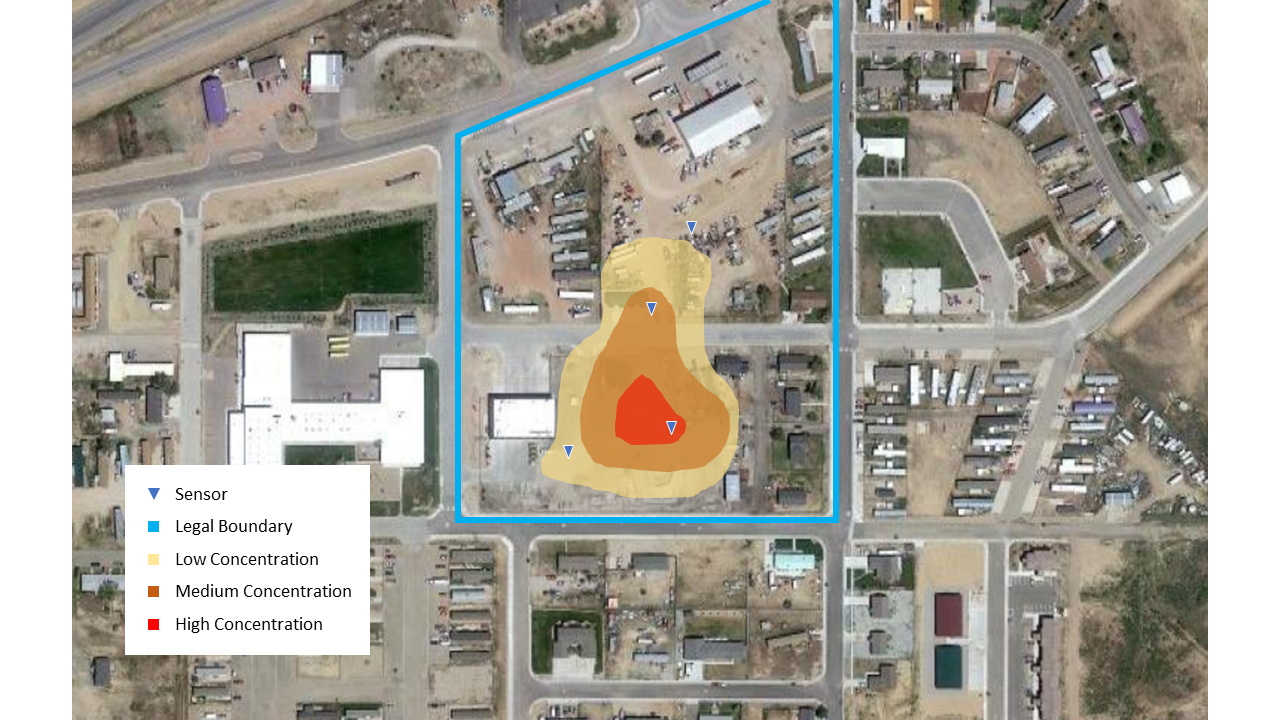 Sensor
Legal Boundary
Low Concentration
Medium Concentration
High Concentration